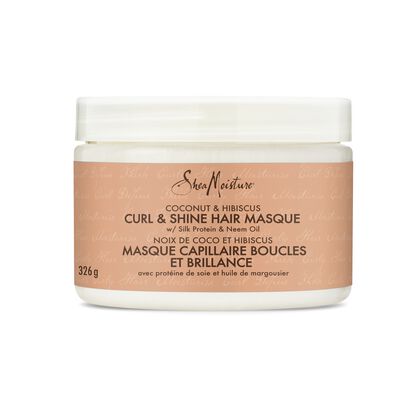 SheaMoisture
COCONUT & HIBISCUS
CURL & SHINE HAIR MASQUE
w/ Silk Protein & Neem Oil
NOIX DE COCO ET HIBISCUS
MASQUE CAPILLAIRE BOUCLES
ET BRILLANCE
avec protéine de soie et huile de margousier
326g